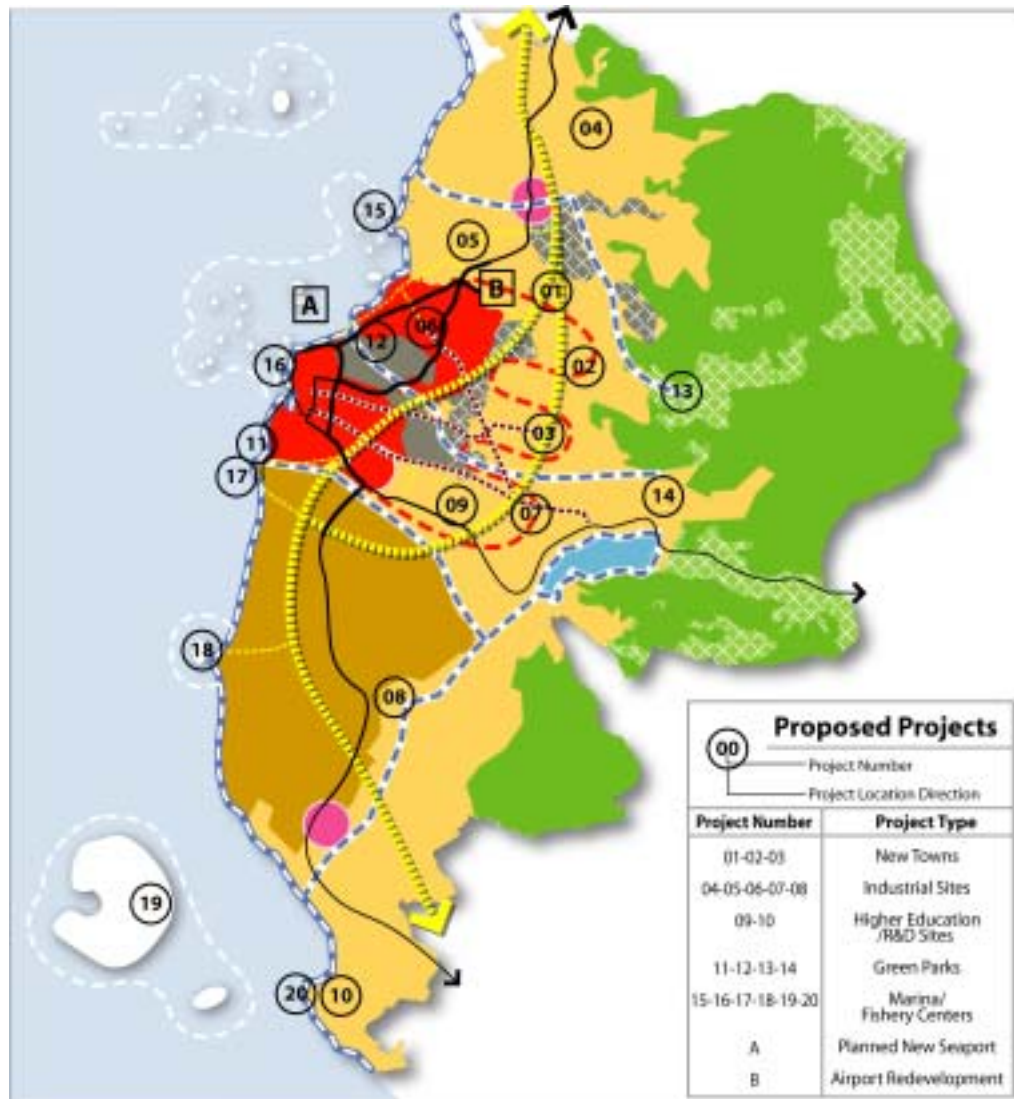 04
15
05
A
B
01
06
12
02
16
13
11
03
17
14
09
07
18
08
19
20
10
Proposed Projects
00
Project Number
Project Location Direction
Project Number Project Type
01-02-03 New Towns
04-05-06-07-08 Industrial Sites
09-10 Higher Education
/R&D Sites
11-12-13-14 Green Parks
15-16-17-18-19-20 Marina/
Fishery Centers
A Planned New Seaport
B Airport Redevelopment